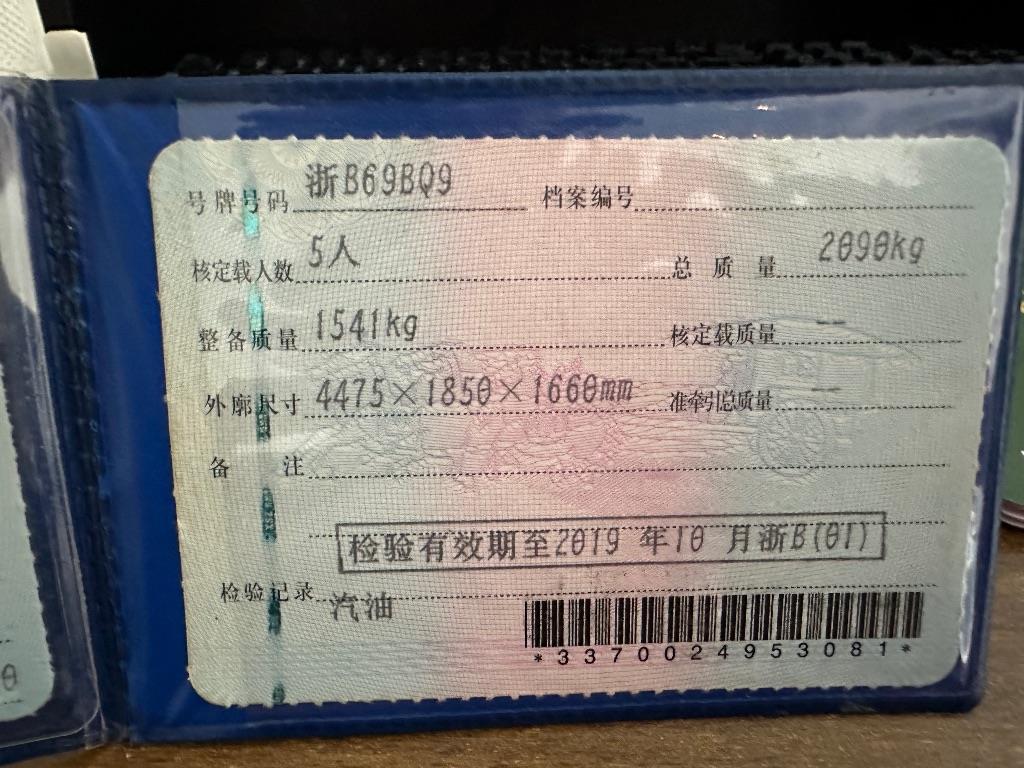 号牌号码 浙B69BQ9 档案编号
核定载人数 5人 总质量 2090kg
整备质量 1541kg 核定载质量 --
外廓尺寸 4475×1850×1660mm 准牵引总质量 --
备注
检验有效期至2019 年10 月浙B(01)
检验记录 汽油
*3370024953081*